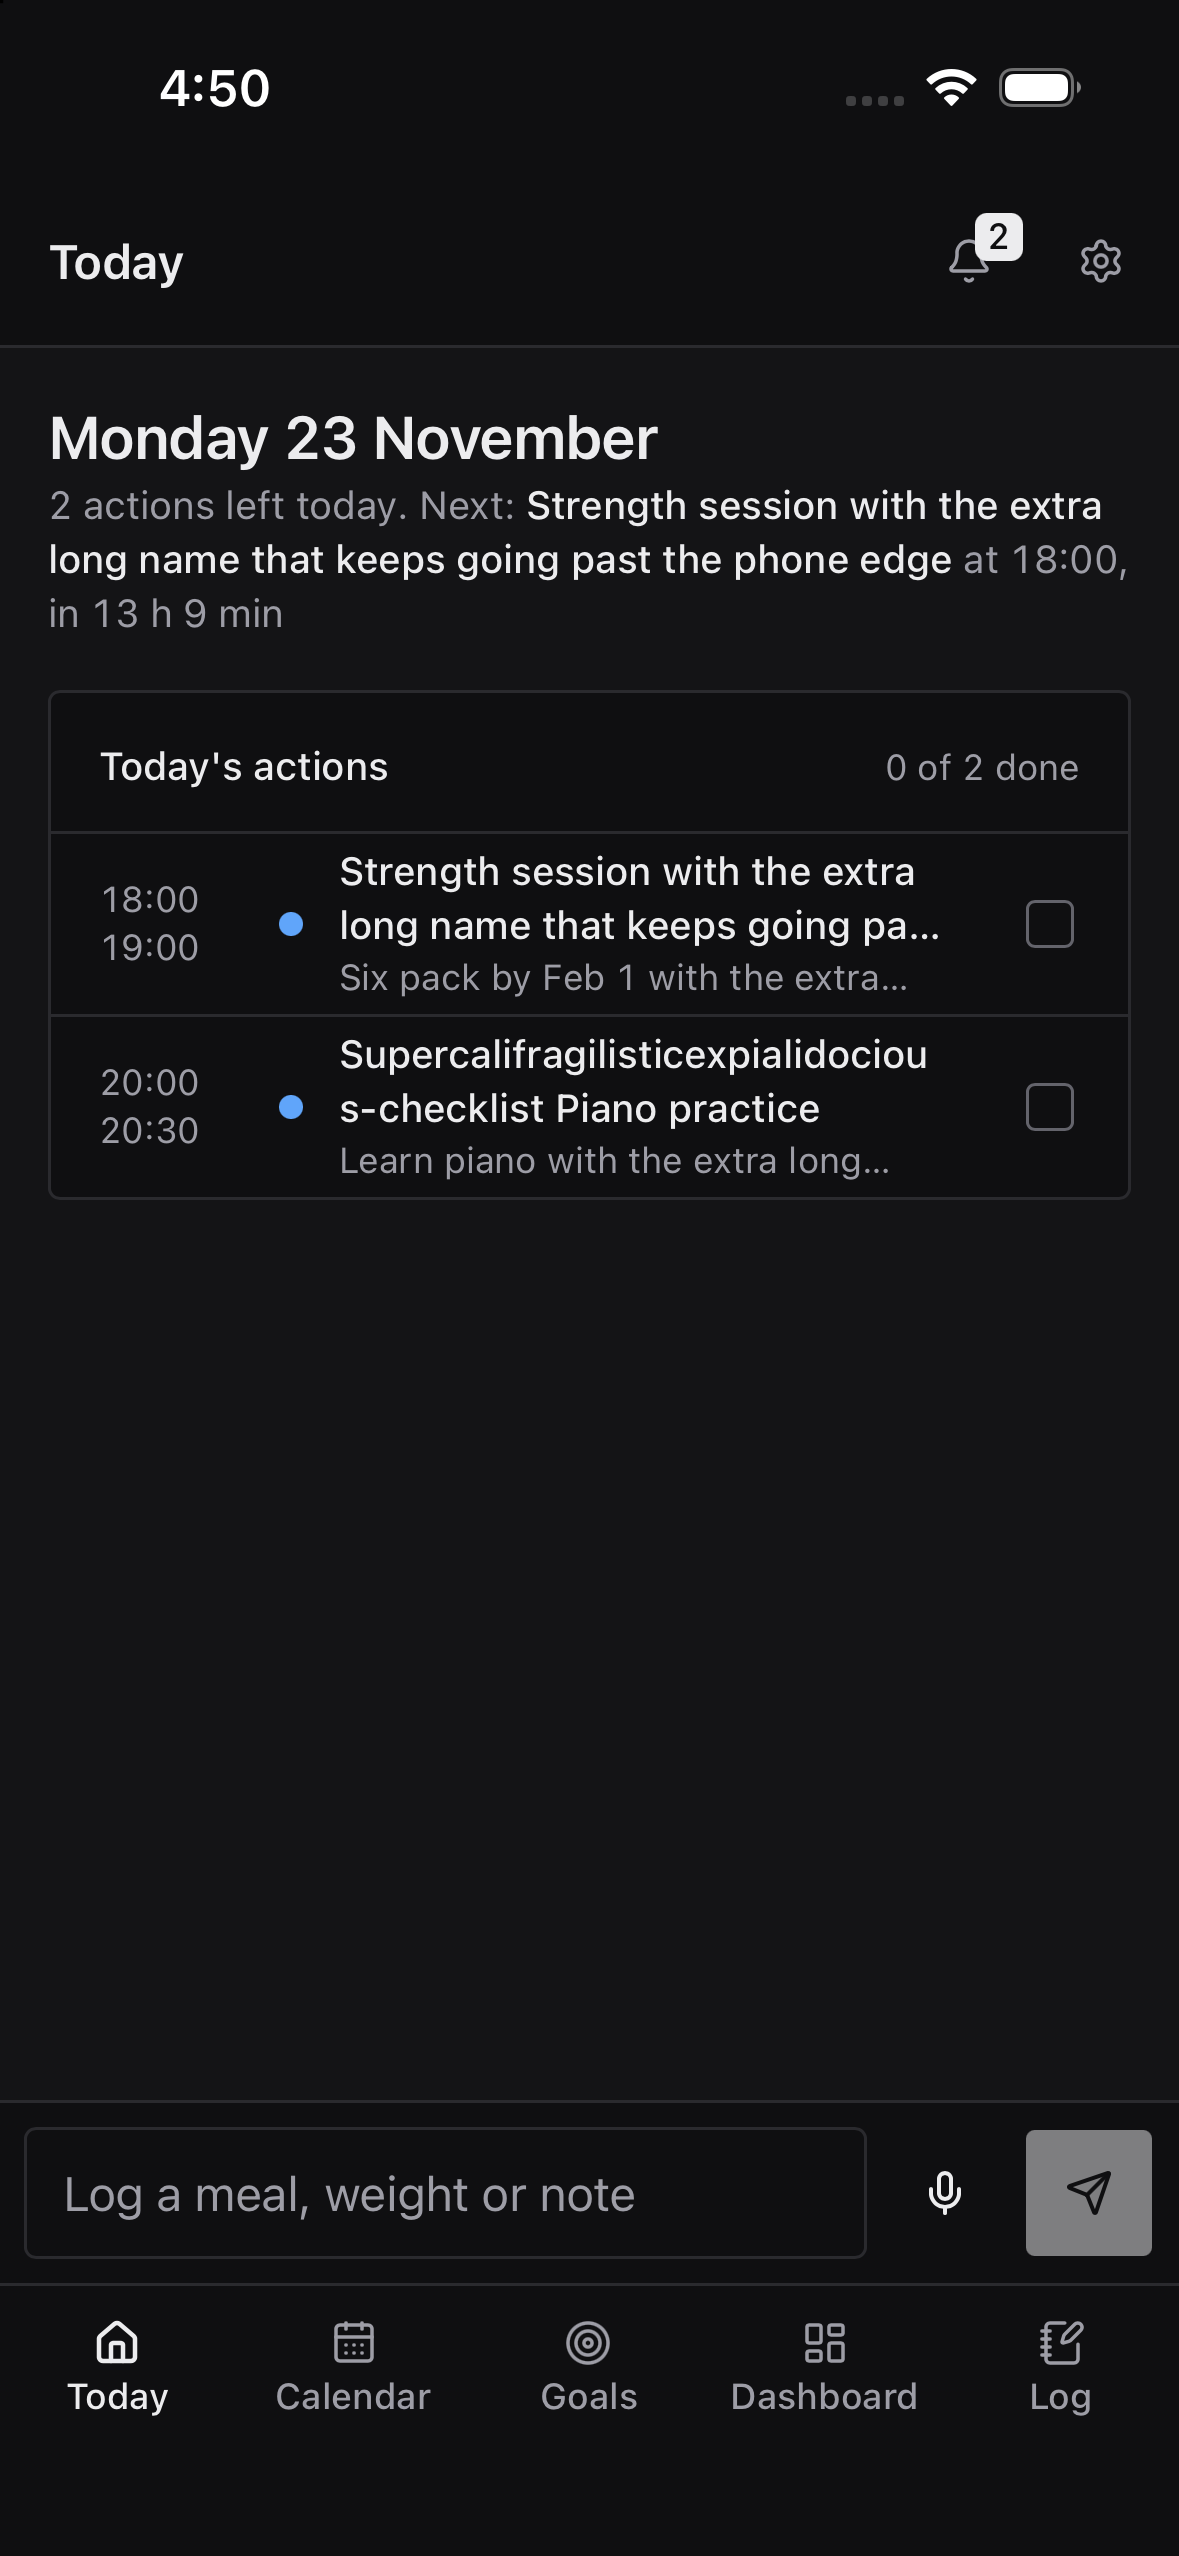 4:50
Today
2
Monday 23 November
2 actions left today. Next: Strength session with the extra
long name that keeps going past the phone edge at 18:00,
in 13 h 9 min
Today's actions
0 of 2 done
18:00
19:00
Strength session with the extra
long name that keeps going pa...
Six pack by Feb 1 with the extra...
20:00
20:30
Supercalifragilisticexpialidociou
s-checklist Piano practice
Learn piano with the extra long...
Log a meal, weight or note
Today
Calendar
Goals
Dashboard
Log